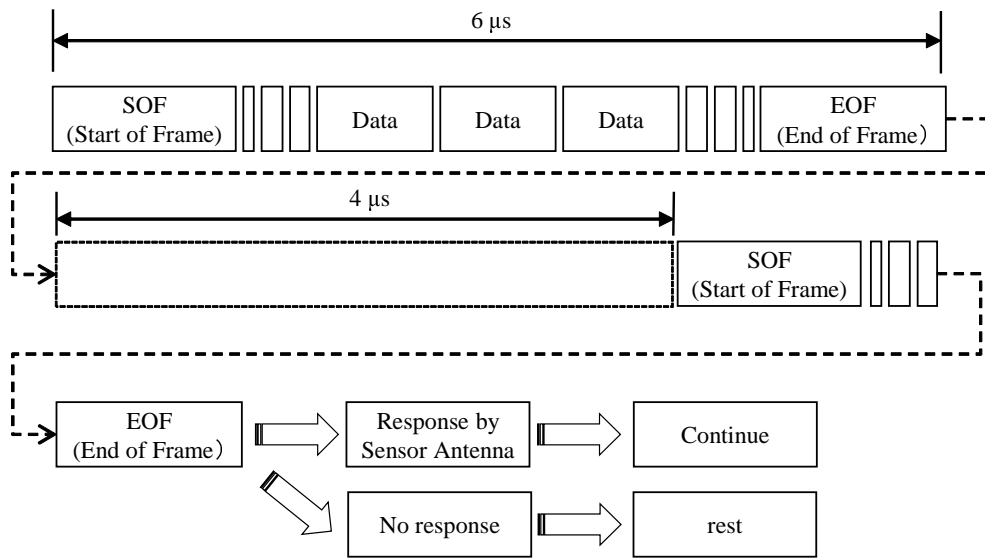 6 µs
SOF
(Start of Frame)
Data
Data
Data
EOF
(End of Frame）
4 µs
SOF
(Start of Frame)
EOF
(End of Frame）
Response by
Sensor Antenna
Continue
No response
rest